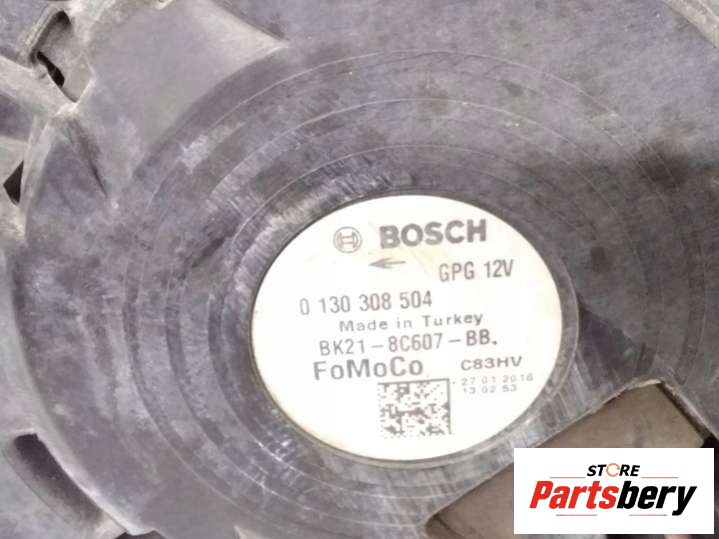 BOSCH
GPG 12V
0 130 308 504
Made in Turkey
BK21-8C607-BB.
FoMoCo C83HV
27 01 2016
13 02 53
STORE
Partsbery